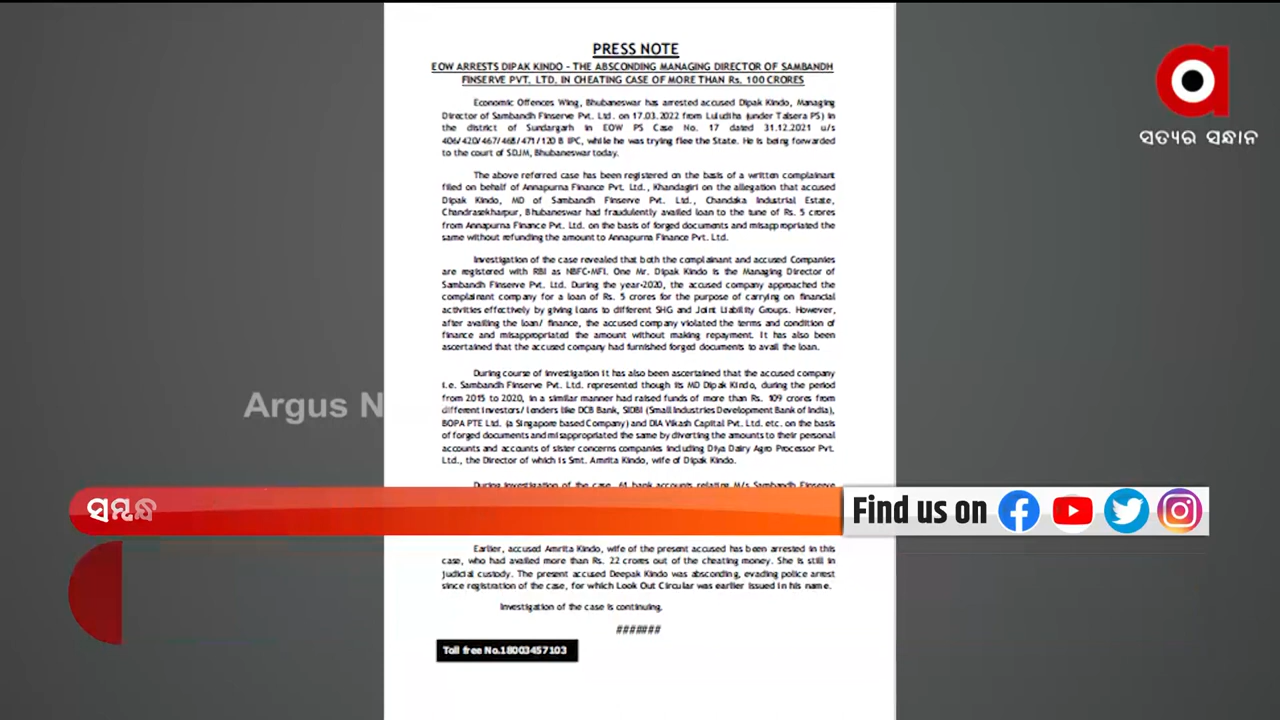 PRESS NOTE
EOW ARRESTS DIPAK KINDO - THE ABSCONDING MANAGING DIRECTOR OF SAMBANDH
FINSERVE PVT. LTD. IN CHEATING CASE OF MORE THAN Rs. 100 CRORES
ସତ୍ୟର ସନ୍ଧାନ
Economic Offences Wing, Bhubaneswar has arrested accused Dipak Kindo, Managing
Director of Sambandh Finserve Pvt. Ltd. on 17.03.2022 from Luludiha (under Talsera PS) in
the district of Sundargarh in EOW PS Case No. 17 dated 31.12.2021 u/s
406/420/467/468/471/120 B IPC, while he was trying flee the State. He is being forwarded
to the court of SDJM, Bhubaneswar today.
The above referred case has been registered on the basis of a written complainant
filed on behalf of Annapurna Finance Pvt. Ltd., Khandagiri on the allegation that accused
Dipak Kindo, MD of Sambandh Finserve Pvt. Ltd., Chandaka Industrial Estate,
Chandrasekharpur, Bhubaneswar had fraudulently availed loan to the tune of Rs. 5 crores
from Annapurna Finance Pvt. Ltd. on the basis of forged documents and misappropriated the
same without refunding the amount to Annapurna Finance Pvt. Ltd.
Investigation of the case revealed that both the complainant and accused Companies
are registered with RBI as NBFC-MFI. One Mr. Dipak Kindo is the Managing Director of
Sambandh Finserve Pvt. Ltd. During the year-2020, the accused company approached the
complainant company for a loan of Rs. 5 crores for the purpose of carrying on financial
activities effectively by giving loans to different SHG and Joint Liability Groups. However,
after availing the loan/ finance, the accused company violated the terms and condition of
finance and misappropriated the amount without making repayment. It has also been
ascertained that the accused company had furnished forged documents to avail the loan.
During course of investigation it has also been ascertained that the accused company
i.e. Sambandh Finserve Pvt. Ltd. represented though its MD Dipak Kindo, during the period
from 2015 to 2020, in a similar manner had raised funds of more than Rs. 109 crores from
different investors/ lenders like DCB Bank, SIDBI (Small Industries Development Bank of India),
BOPA PTE Ltd. (a Singapore based Company) and DIA Vikash Capital Pvt. Ltd. etc. on the basis
of forged documents and misappropriated the same by diverting the amounts to their personal
accounts and accounts of sister concerns companies including Diya Dairy Agro Processor Pvt.
Ltd., the Director of which is Smt. Amrita Kindo, wife of Dipak Kindo.
Argus N
During investigation of the case, 61 bank accounts relating M/s Sambandh Finserve
ସମ୍ବନ୍ଧ
Find us on
Earlier, accused Amrita Kindo, wife of the present accused has been arrested in this
case, who had availed more than Rs. 22 crores out of the cheating money. She is still in
judicial custody. The present accused Deepak Kindo was absconding, evading police arrest
since registration of the case, for which Look Out Circular was earlier issued in his name.
Investigation of the case is continuing.
#######
Toll free No.18003457103